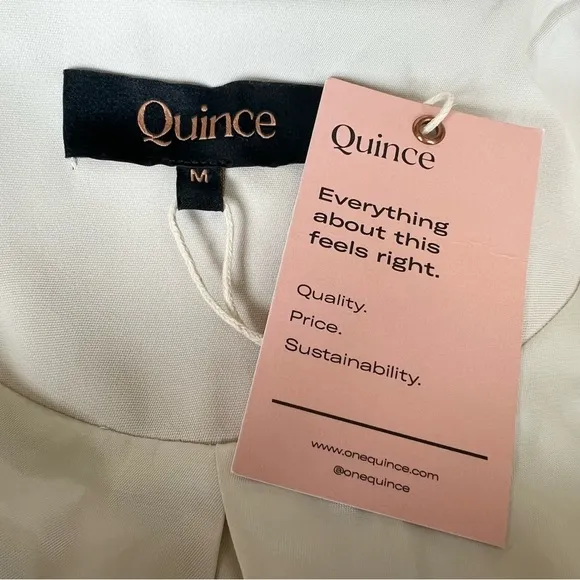 Quince
M
Quince
Everything
about this
feels right.
Quality.
Price.
Sustainability.
www.onequince.com
@onequince